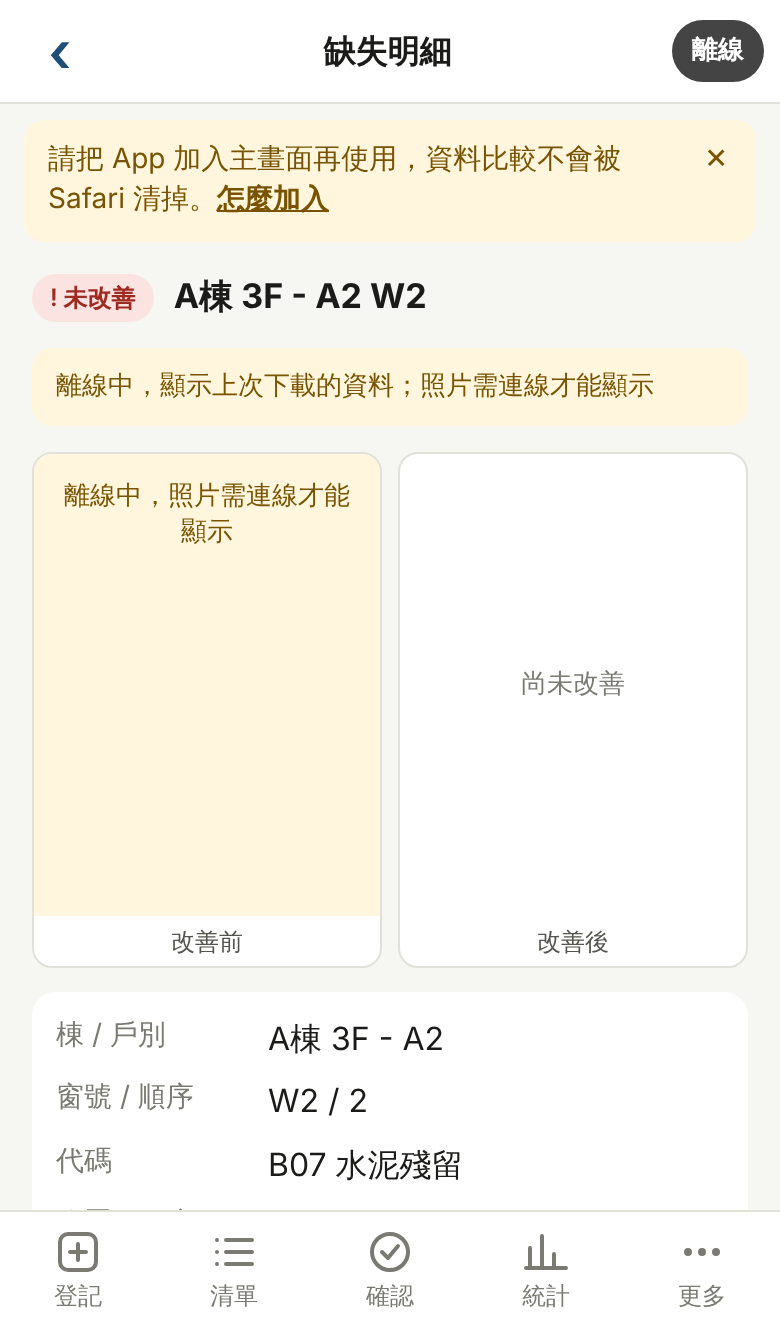 缺失明細
離線
請把 App 加入主畫面再使用，資料比較不會被
Safari 清掉。怎麼加入
×
! 未改善
A棟 3F - A2 W2
離線中，顯示上次下載的資料；照片需連線才能顯示
離線中，照片需連線才能
顯示
尚未改善
改善前
改善後
棟 / 戶別
A棟 3F - A2
窗號 / 順序
W2 / 2
代碼
B07 水泥殘留
登記
清單
確認
統計
更多